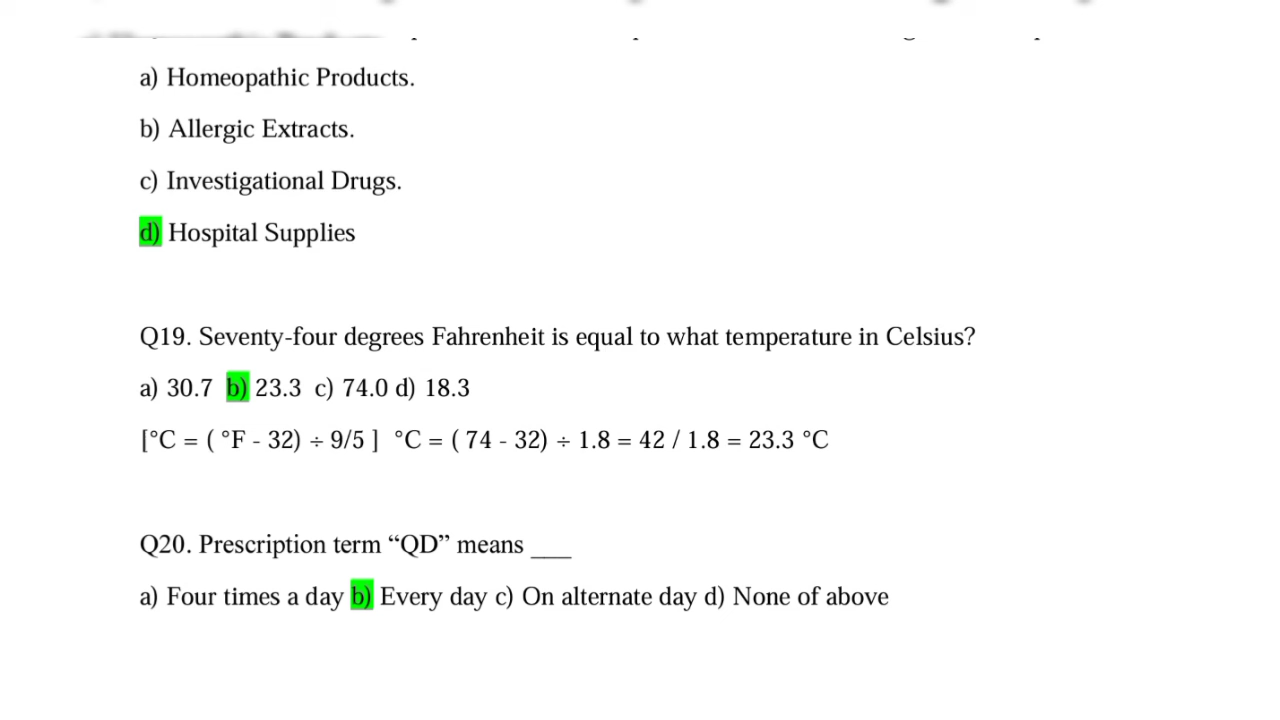 a) Homeopathic Products.
b) Allergic Extracts.
c) Investigational Drugs.
d) Hospital Supplies
Q19. Seventy-four degrees Fahrenheit is equal to what temperature in Celsius?
a) 30.7 b) 23.3 c) 74.0 d) 18.3
[°C = ( °F - 32) ÷ 9/5 ] °C = ( 74 - 32) ÷ 1.8 = 42 / 1.8 = 23.3 °C
Q20. Prescription term “QD” means ___
a) Four times a day b) Every day c) On alternate day d) None of above